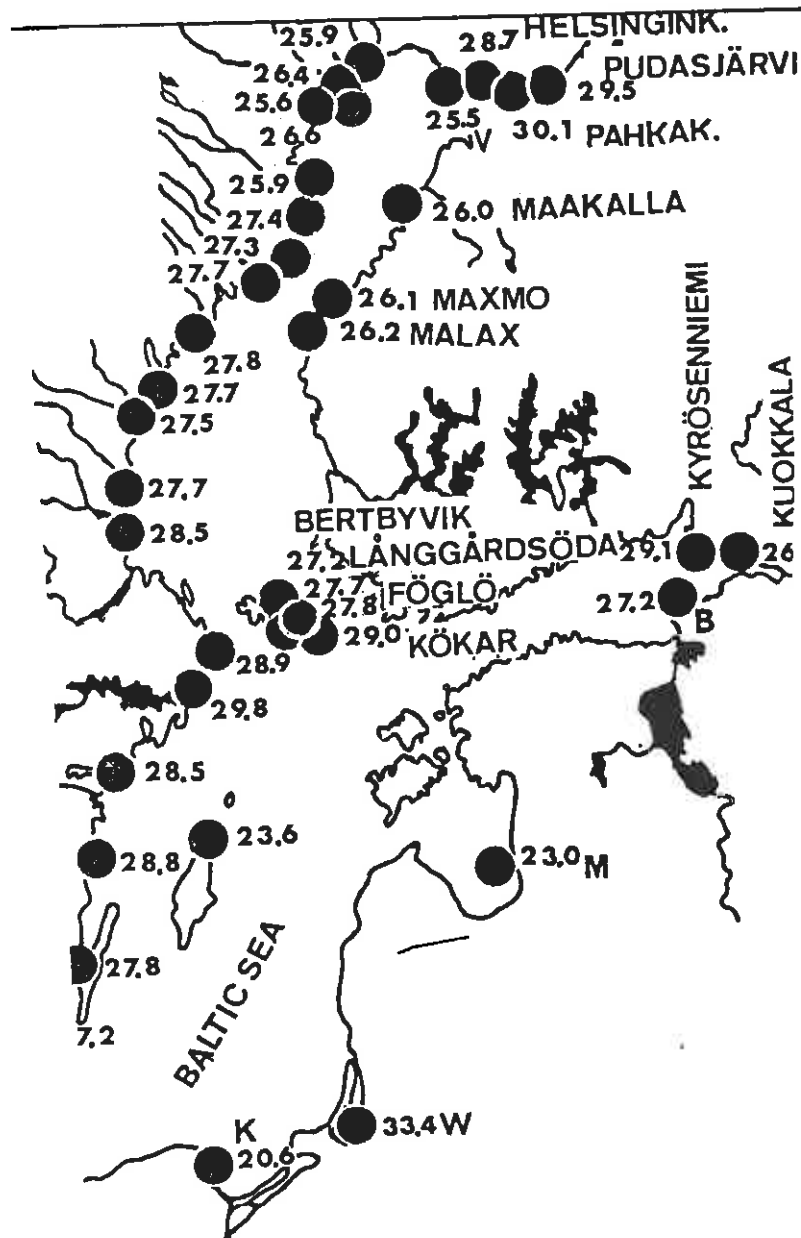 25.9
28.7 HELSINGINK.
26.4
PUDASJÄRVI
25.6
29.5
25.5
26.6
30.1 PAHKAK.
V
25.9
26.0 MAAKALLA
27.4
27.3
27.7
26.1 MAXMO
26.2 MALAX
27.8
27.7
27.5
KYRÖSENNIEMI
KUOKKALA
27.7
28.5
BERTBYVIK
27.2 LÅNGGÅRDSÖDA
29.1
26
27.7 FÖGLÖ
27.8
27.2
B
29.0
KÖKAR
28.9
29.8
28.5
23.6
28.8
23.0 M
27.8
BALTIC SEA
7.2
33.4 W
K
20.6